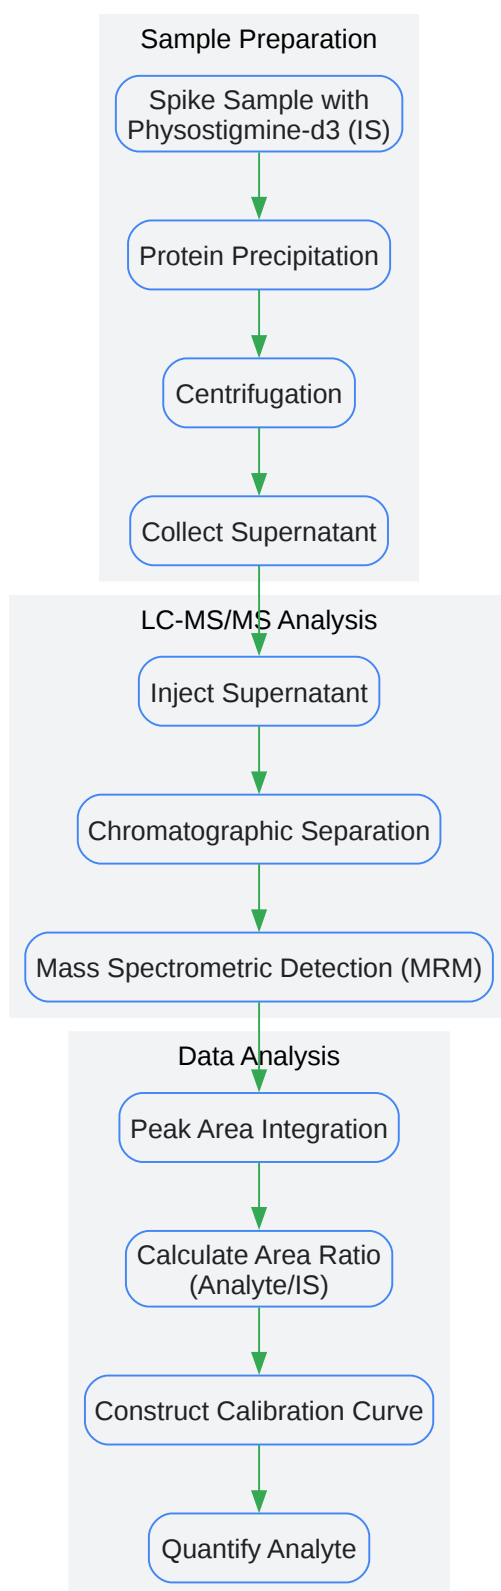 Sample Preparation
Spike Sample with
Physostigmine-d3 (IS)
Protein Precipitation
Centrifugation
Collect Supernatant
LC-MS/MS Analysis
Inject Supernatant
Chromatographic Separation
Mass Spectrometric Detection (MRM)
Data Analysis
Peak Area Integration
Calculate Area Ratio
(Analyte/IS)
Construct Calibration Curve
Quantify Analyte